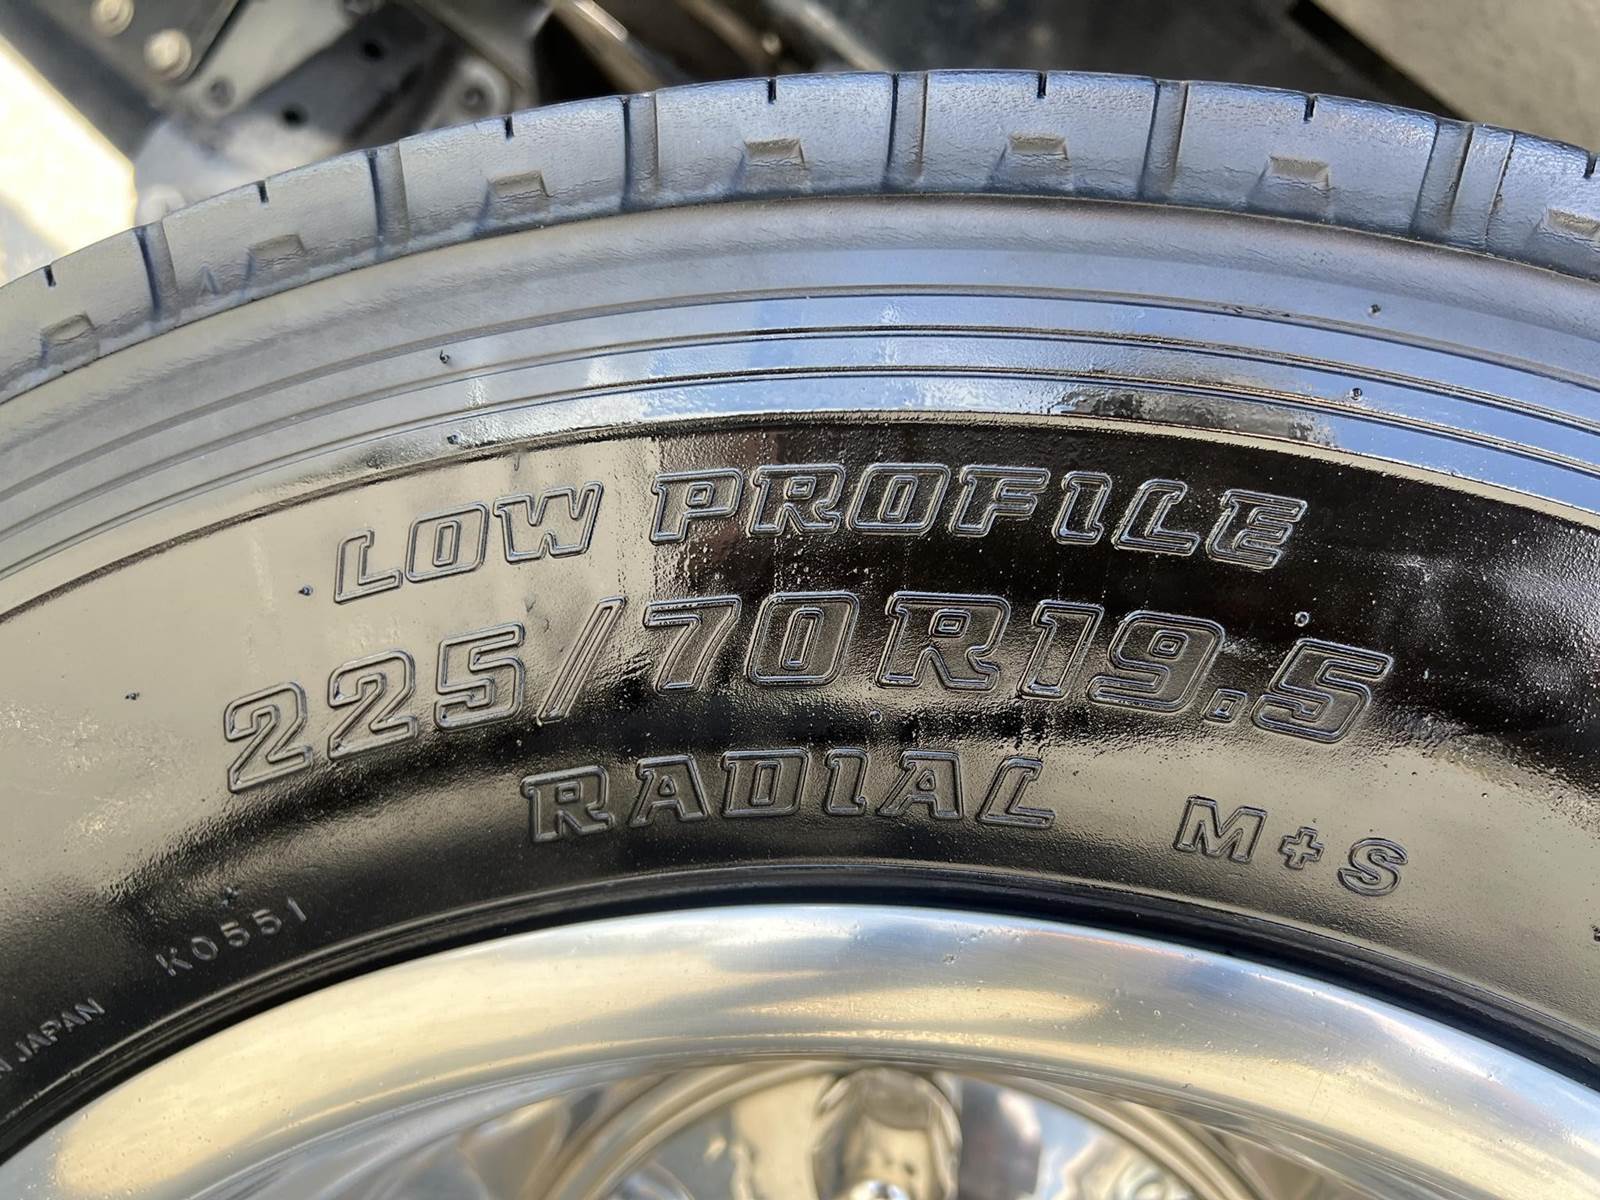 LOW PROFILE
225/70R19.5
RADIAL M+S
K0551
JAPAN